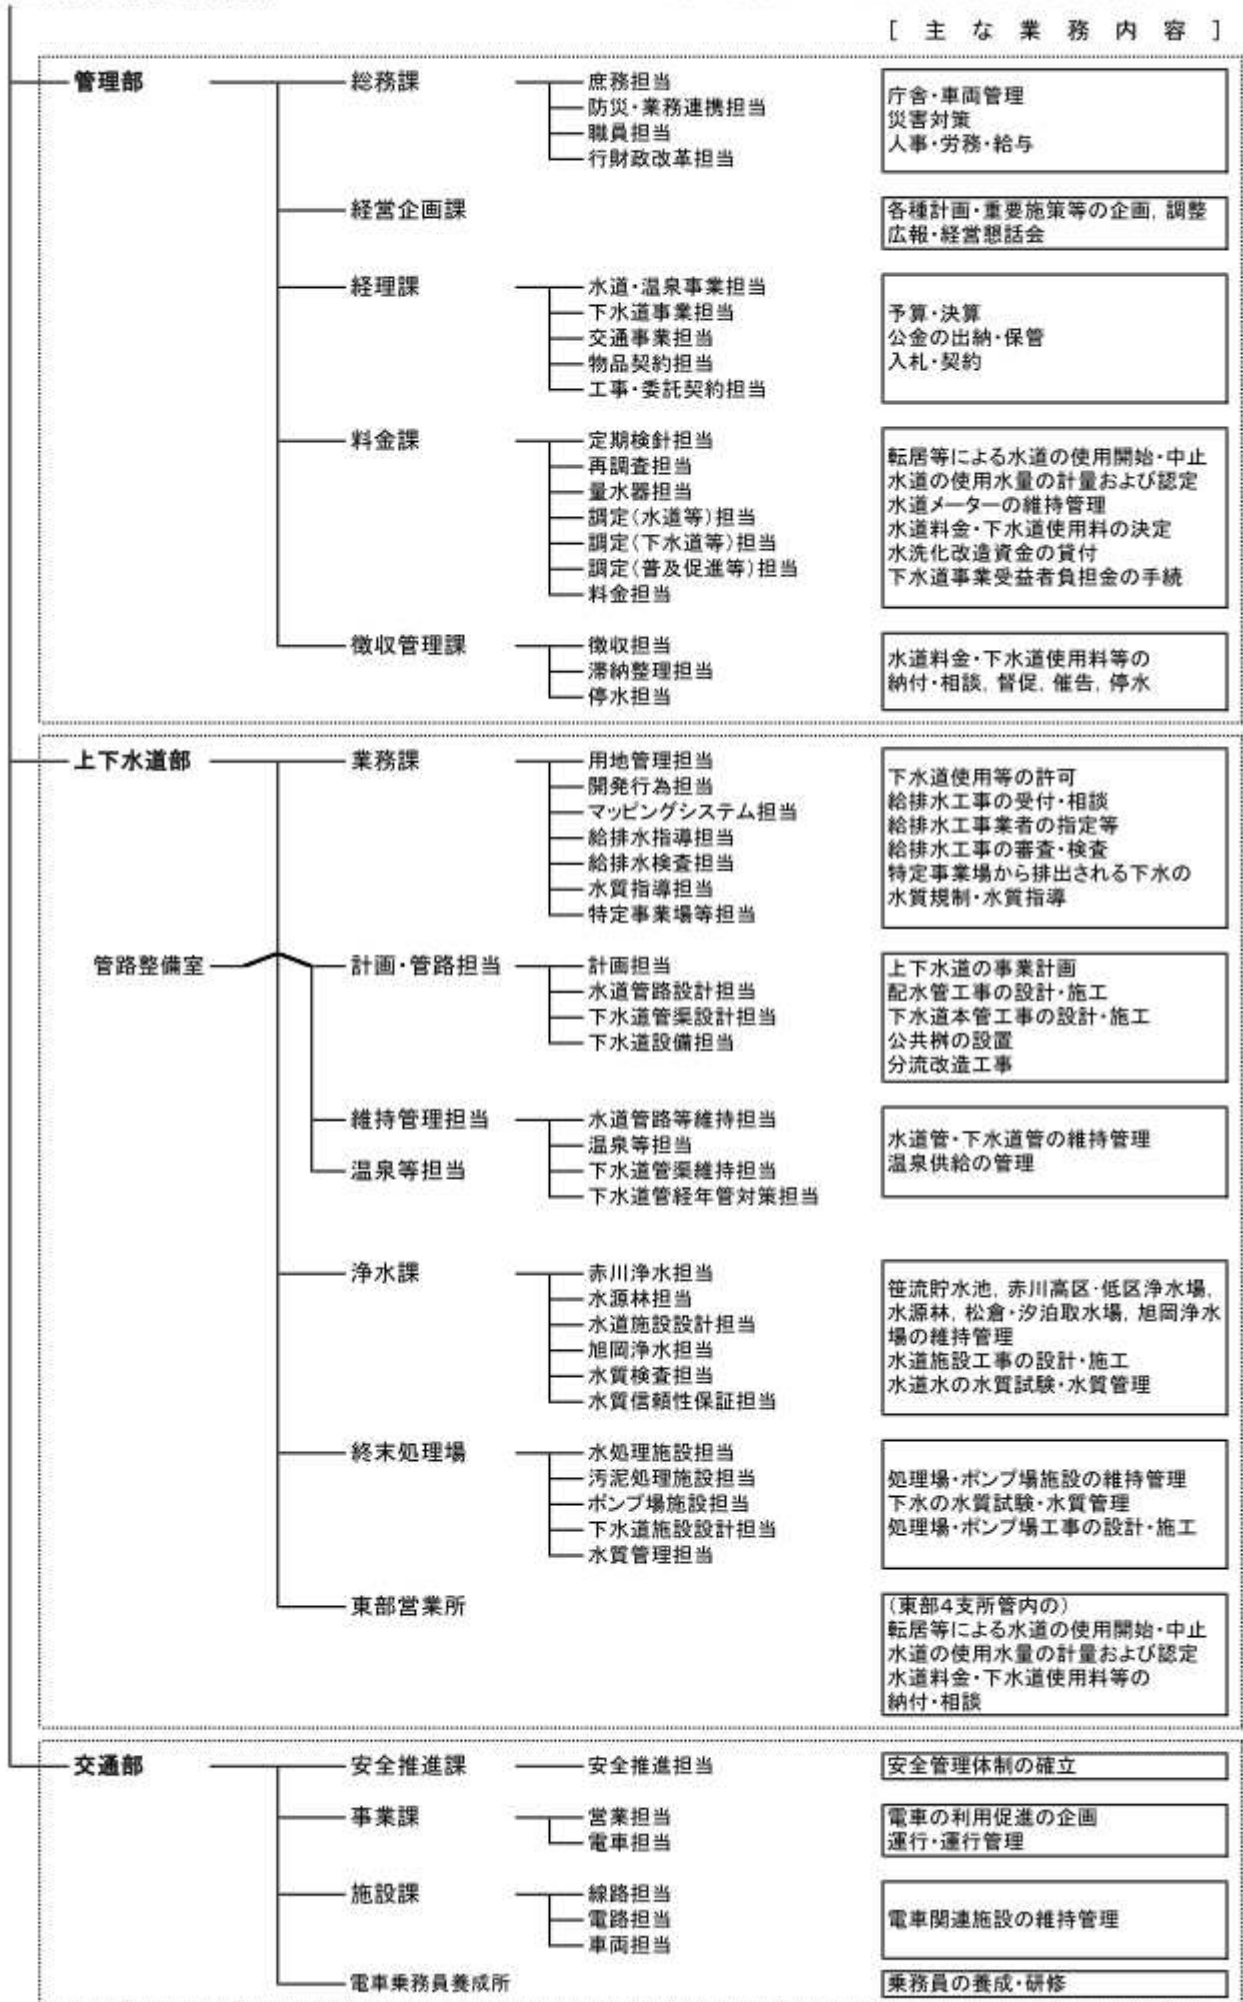 [ 主 な 業 務 内 容 ]
管理部
総務課
庶務担当
防災・業務連携担当
職員担当
行財政改革担当
庁舎・車両管理
災害対策
人事・労務・給与
経営企画課
各種計画・重要施策等の企画, 調整
広報・経営懇話会
経理課
水道・温泉事業担当
下水道事業担当
交通事業担当
物品契約担当
工事・委託契約担当
予算・決算
公金の出納・保管
入札・契約
料金課
定期検針担当
再調査担当
量水器担当
調定(水道等)担当
調定(下水道等)担当
調定(普及促進等)担当
料金担当
転居等による水道の使用開始・中止
水道の使用水量の計量および認定
水道メーターの維持管理
水道料金・下水道使用料の決定
水洗化改造資金の貸付
下水道事業受益者負担金の手続
徴収管理課
徴収担当
滞納整理担当
停水担当
水道料金・下水道使用料等の
納付・相談, 督促, 催告, 停水
上下水道部
業務課
用地管理担当
開発行為担当
マッピングシステム担当
給排水指導担当
給排水検査担当
水質指導担当
特定事業場等担当
下水道使用等の許可
給排水工事の受付・相談
給排水工事業者の指定等
給排水工事の審査・検査
特定事業場から排出される下水の
水質規制・水質指導
管路整備室
計画・管路担当
計画担当
水道管路設計担当
下水道管渠設計担当
下水道設備担当
上下水道の事業計画
配水管工事の設計・施工
下水道本管工事の設計・施工
公共桝の設置
分流改造工事
維持管理担当
温泉等担当
水道管路等維持担当
温泉等担当
下水道管渠維持担当
下水道管経年管対策担当
水道管・下水道管の維持管理
温泉供給の管理
浄水課
赤川浄水担当
水源林担当
水道施設設計担当
旭岡浄水担当
水質検査担当
水質信頼性保証担当
笹流貯水池, 赤川高区・低区浄水場,
水源林, 松倉・汐泊取水場, 旭岡浄水
場の維持管理
水道施設工事の設計・施工
水道水の水質試験・水質管理
終末処理場
水処理施設担当
汚泥処理施設担当
ポンプ場施設担当
下水道施設設計担当
水質管理担当
処理場・ポンプ場施設の維持管理
下水の水質試験・水質管理
処理場・ポンプ場工事の設計・施工
東部営業所
(東部4支所管内の)
転居等による水道の使用開始・中止
水道の使用水量の計量および認定
水道料金・下水道使用料等の
納付・相談
交通部
安全推進課
安全推進担当
安全管理体制の確立
事業課
営業担当
電車担当
電車の利用促進の企画
運行・運行管理
施設課
線路担当
電路担当
車両担当
電車関連施設の維持管理
電車乗務員養成所
乗務員の養成・研修